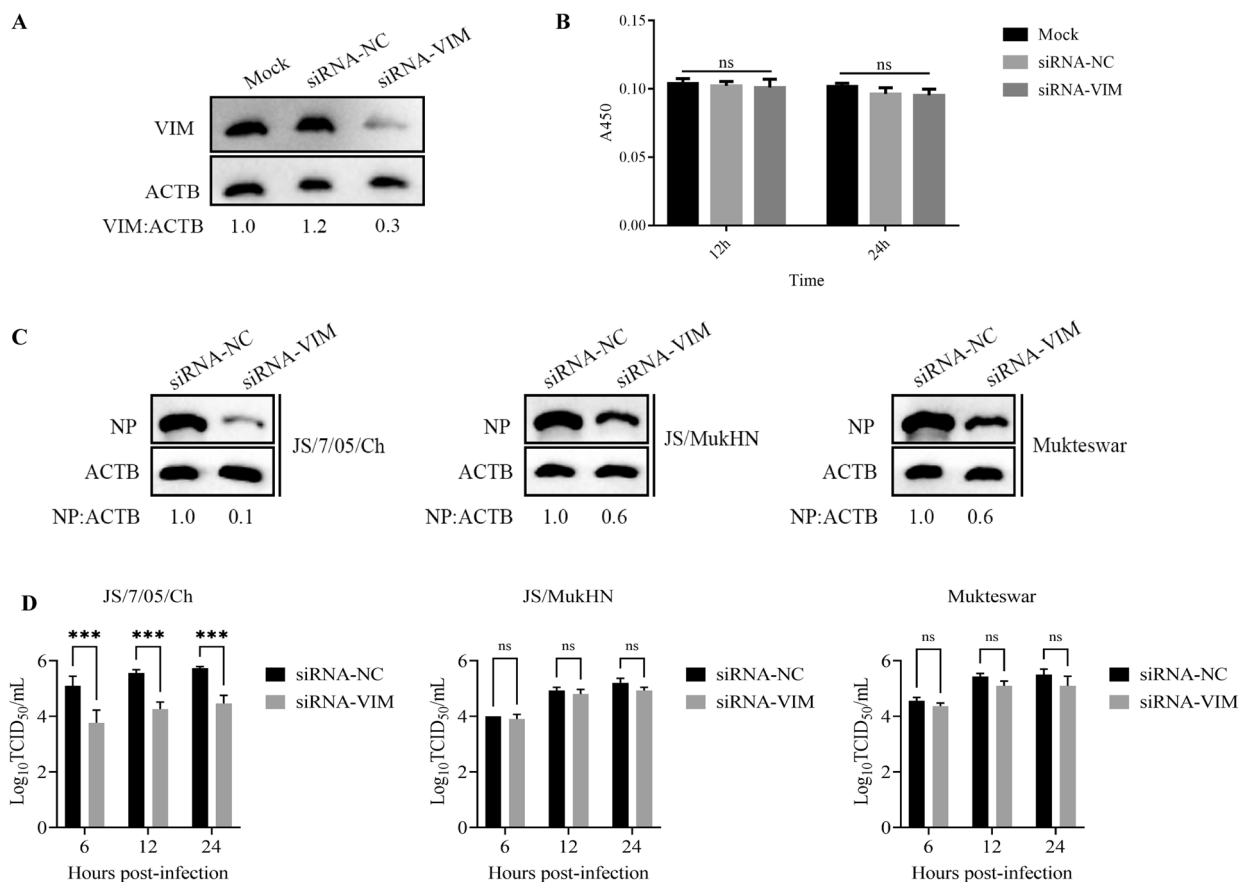 A
Mock
siRNA-NC
siRNA-VIM
VIM
ACTB
VIM:ACTB 1.0 1.2 0.3
B
0.15
0.10
0.05
0.00
A450
ns
ns
12h
24h
Time
Mock
siRNA-NC
siRNA-VIM
C
siRNA-NC
siRNA-VIM
NP
ACTB
JS/7/05/Ch
NP:ACTB 1.0 0.1
siRNA-NC
siRNA-VIM
NP
ACTB
JS/MukHN
NP:ACTB 1.0 0.6
siRNA-NC
siRNA-VIM
NP
ACTB
Mukteswar
NP:ACTB 1.0 0.6
D
JS/7/05/Ch
*** *** ***
6
4
2
0
Log₁₀TCID₅₀/mL
6 12 24
Hours post-infection
siRNA-NC
siRNA-VIM
JS/MukHN
ns ns ns
6
4
2
0
Log₁₀TCID₅₀/mL
6 12 24
Hours post-infection
siRNA-NC
siRNA-VIM
Mukteswar
ns ns ns
6
4
2
0
Log₁₀TCID₅₀/mL
6 12 24
Hours post-infection
siRNA-NC
siRNA-VIM